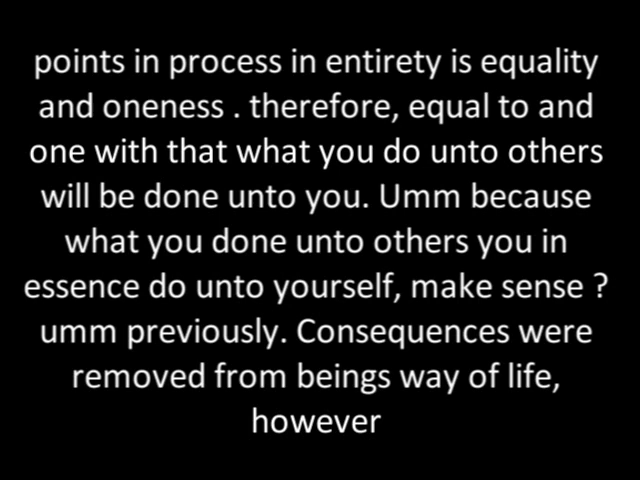 points in process in entirety is equality
and oneness . therefore, equal to and
one with that what you do unto others
will be done unto you. Umm because
what you done unto others you in
essence do unto yourself, make sense ?
umm previously. Consequences were
removed from beings way of life,
however